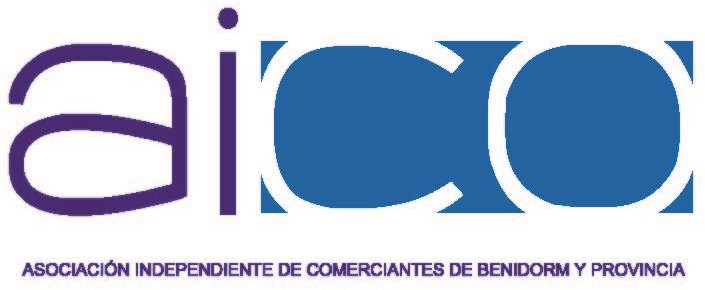 aico
ASOCIACIÓN INDEPENDIENTE DE COMERCIANTES DE BENIDORM Y PROVINCIA